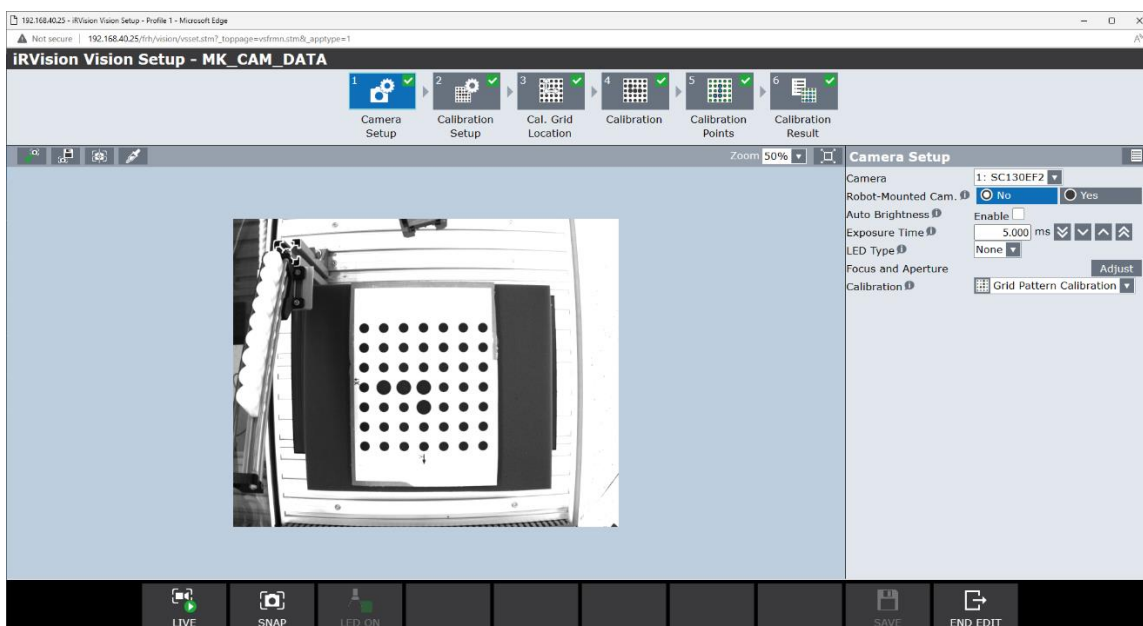 192.168.40.25 - iRVision Vision Setup - Profile 1 - Microsoft Edge
Not secure 192.168.40.25/frh/vision/vsset.stm?_toppage=vsfrmn.stm&_apptype=1
iRVision Vision Setup - MK_CAM_DATA
1 2 3 4 5 6
Camera Setup
Calibration Setup
Cal. Grid Location
Calibration
Calibration Points
Calibration Result
Zoom 50%
Camera Setup
Camera 1: SC130EF2
Robot-Mounted Cam. No Yes
Auto Brightness Enable
Exposure Time 5.000 ms
LED Type None
Focus and Aperture Adjust
Calibration Grid Pattern Calibration
LIVE SNAP LED ON SAVE END EDIT